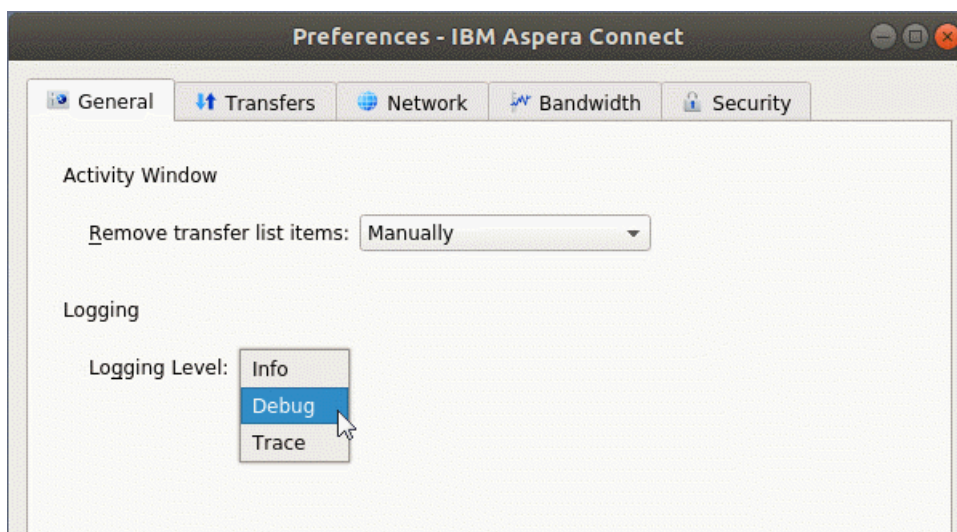 Preferences - IBM Aspera Connect
General Transfers Network Bandwidth Security
Activity Window
Remove transfer list items: Manually
Logging
Logging Level: Info
Debug
Trace